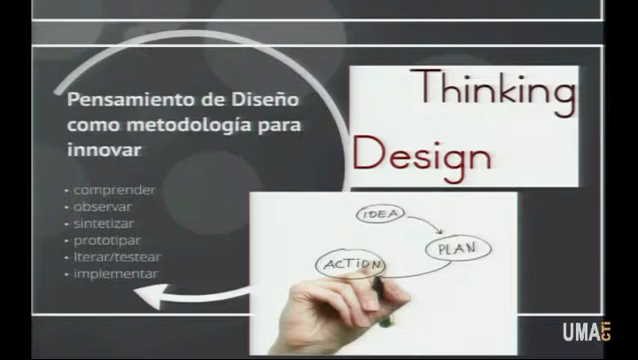 Pensamiento de Diseño
como metodología para
innovar
• comprender
• observar
• sintetizar
• prototipar
• Iterar/testear
• implementar
Thinking
Design
IDEA
PLAN
ACTION
UMA
CTI